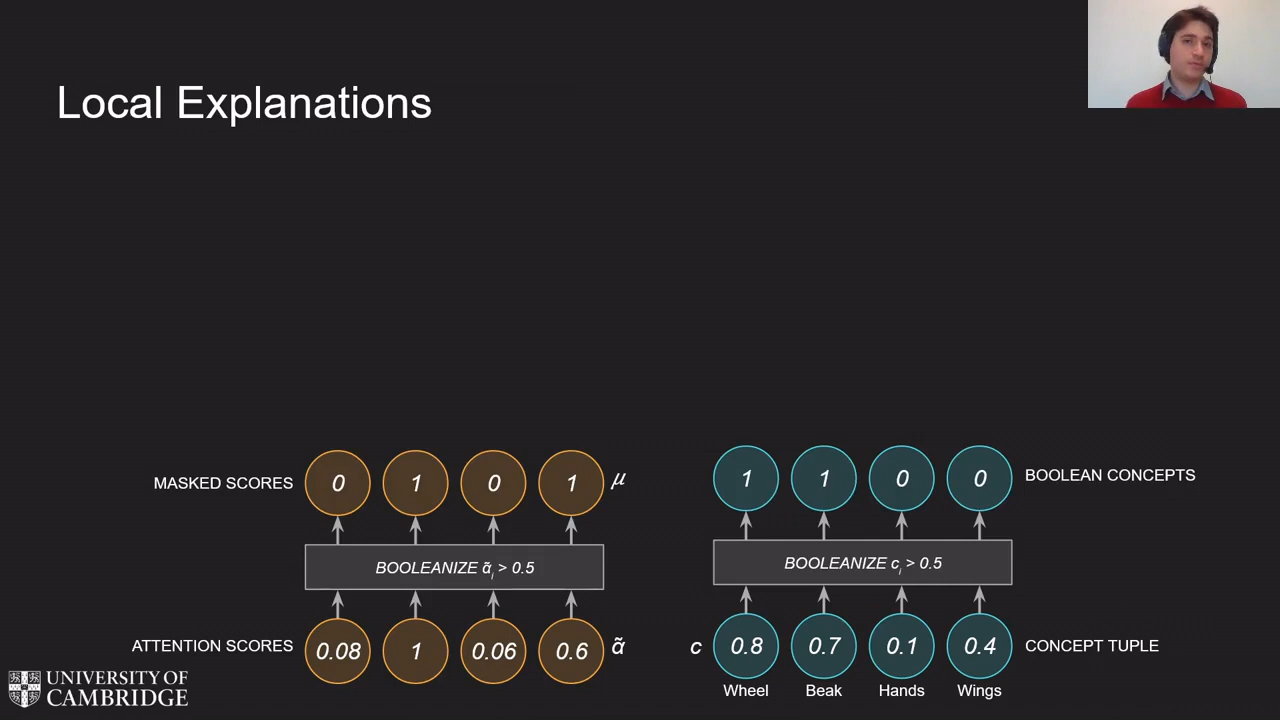 Local Explanations
MASKED SCORES 0 1 0 1 μ
1 1 0 0 BOOLEAN CONCEPTS
BOOLEANIZE α̃i > 0.5
BOOLEANIZE ci > 0.5
ATTENTION SCORES 0.08 1 0.06 0.6 α̃
c 0.8 0.7 0.1 0.4 CONCEPT TUPLE
Wheel Beak Hands Wings
UNIVERSITY OF
CAMBRIDGE